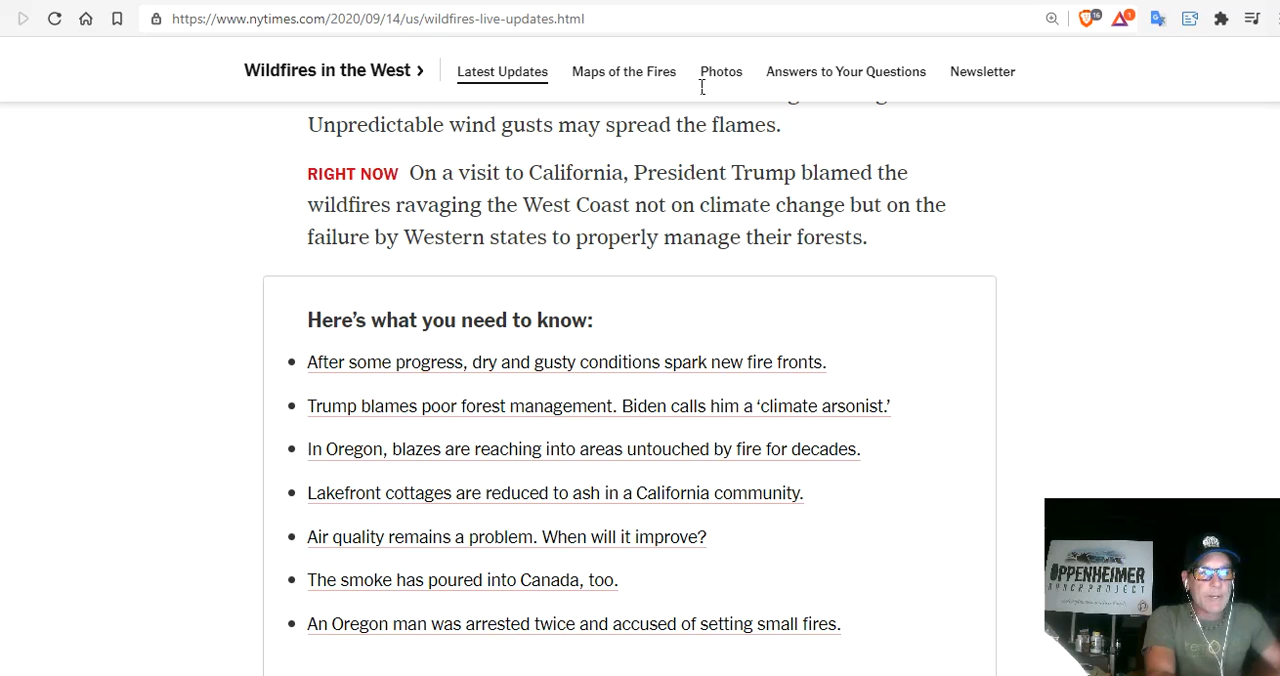 https://www.nytimes.com/2020/09/14/us/wildfires-live-updates.html
16
1
Wildfires in the West ›
Latest Updates
Maps of the Fires
Photos
Answers to Your Questions
Newsletter
Unpredictable wind gusts may spread the flames.
RIGHT NOW On a visit to California, President Trump blamed the
wildfires ravaging the West Coast not on climate change but on the
failure by Western states to properly manage their forests.
Here’s what you need to know:
• After some progress, dry and gusty conditions spark new fire fronts.
• Trump blames poor forest management. Biden calls him a ‘climate arsonist.’
• In Oregon, blazes are reaching into areas untouched by fire for decades.
• Lakefront cottages are reduced to ash in a California community.
• Air quality remains a problem. When will it improve?
• The smoke has poured into Canada, too.
• An Oregon man was arrested twice and accused of setting small fires.
OPPENHEIMER
RANCH PROJECT